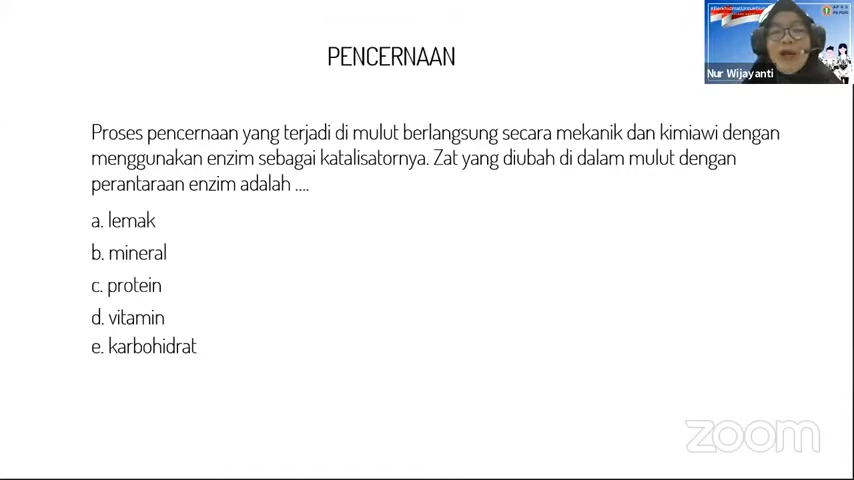 PENCERNAAN
Nur Wijayanti
Proses pencernaan yang terjadi di mulut berlangsung secara mekanik dan kimiawi dengan
menggunakan enzim sebagai katalisatornya. Zat yang diubah di dalam mulut dengan
perantaraan enzim adalah ....
a. lemak
b. mineral
c. protein
d. vitamin
e. karbohidrat
zoom